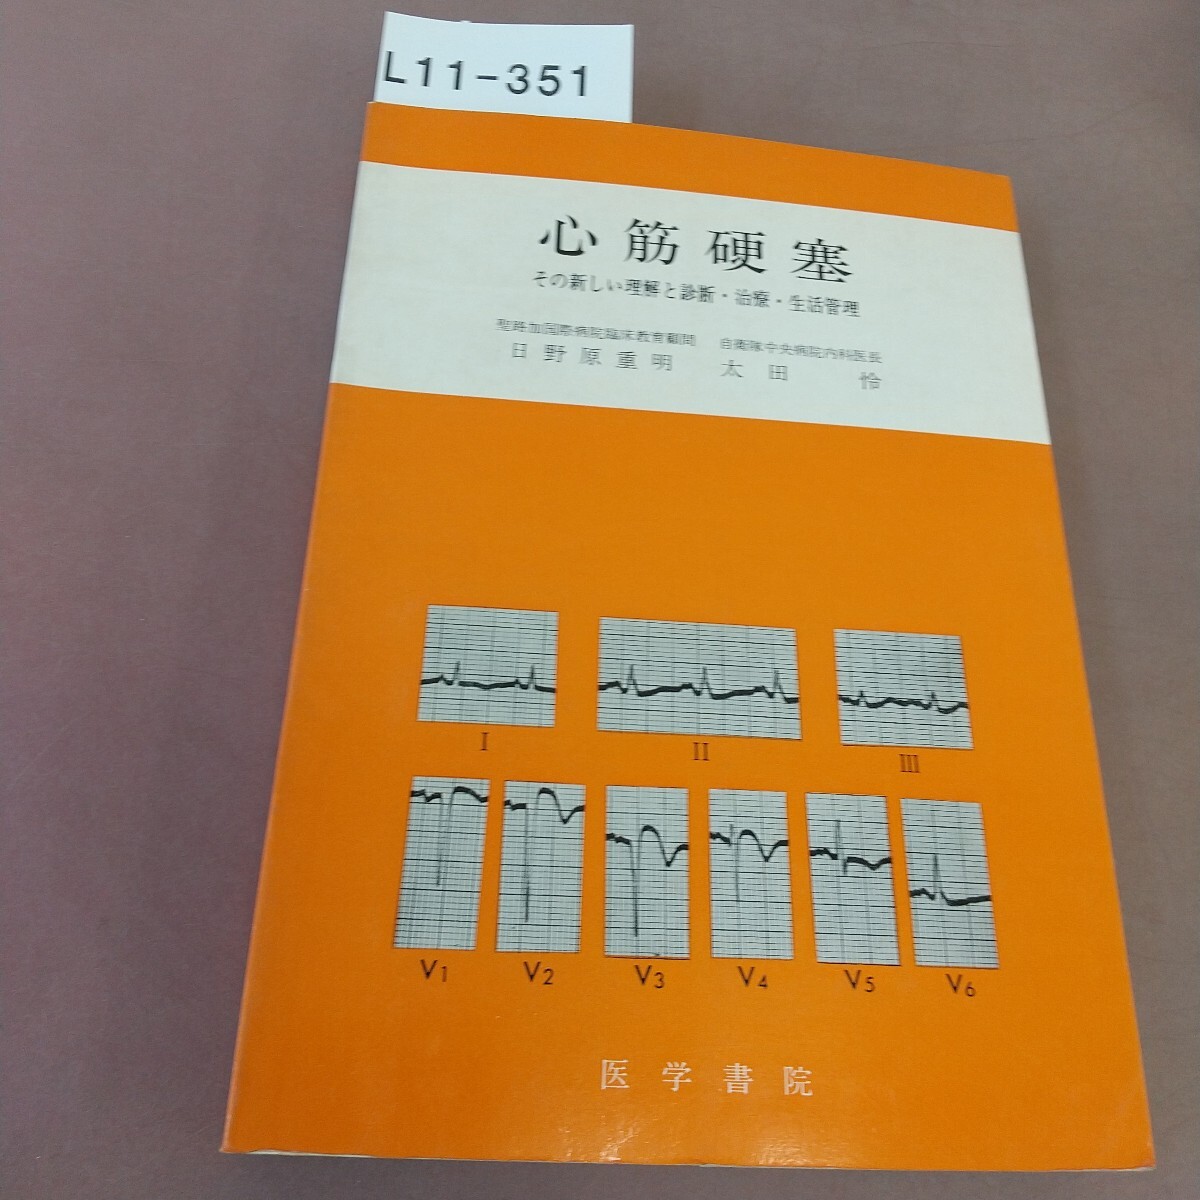 L11-351
心筋硬塞
その新しい理解と診断・治療・生活管理
聖路加国際病院臨床教育顧問 自衛隊中央病院内科医長
日野原重明 太田 怜
I II III
V1 V2 V3 V4 V5 V6
医学書院